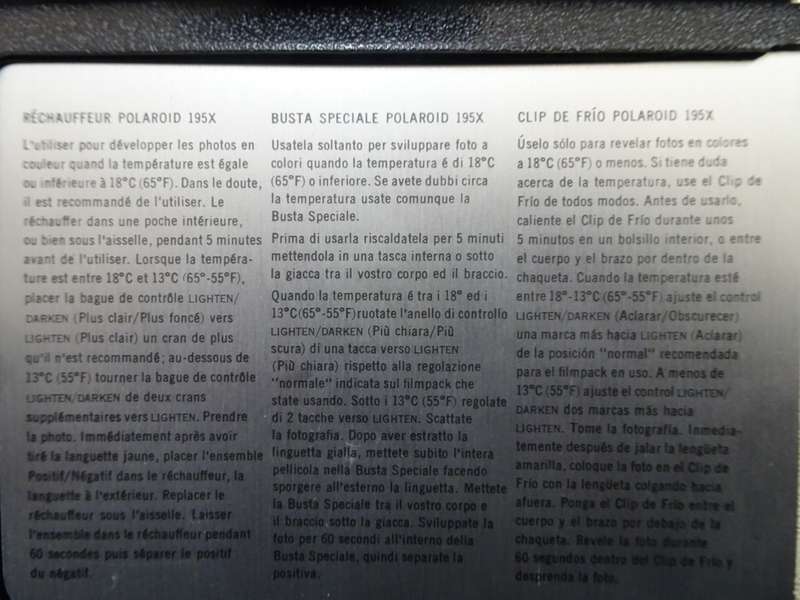 RÉCHAUFFEUR POLAROID 195X
L'utiliser pour développer les photos en
couleur quand la température est égale
ou inférieure à 18°C (65°F). Dans le doute,
il est recommandé de l'utiliser. Le
réchauffer dans une poche intérieure,
ou bien sous l'aisselle, pendant 5 minutes
avant de l'utiliser. Lorsque la tempéra-
ture est entre 18°C et 13°C (65°-55°F),
placer la bague de contrôle LIGHTEN/
DARKEN (Plus clair/Plus foncé) vers
LIGHTEN (Plus clair) un cran de plus
qu'il n'est recommandé; au-dessous de
13°C (55°F) tourner la bague de contrôle
LIGHTEN/DARKEN de deux crans
supplémentaires vers LIGHTEN. Prendre
la photo. Immédiatement après avoir
tiré la languette jaune, placer l'ensemble
Positif/Négatif dans le réchauffeur, la
languette à l'extérieur. Replacer le
réchauffeur sous l'aisselle. Laisser
l'ensemble dans le réchauffeur pendant
60 secondes puis séparer le positif
du négatif.
BUSTA SPECIALE POLAROID 195X
Usatela soltanto per sviluppare foto a
colori quando la temperatura é di 18°C
(65°F) o inferiore. Se avete dubbi circa
la temperatura usate comunque la
Busta Speciale.
Prima di usarla riscaldatela per 5 minuti
mettendola in una tasca interna o sotto
la giacca tra il vostro corpo ed il braccio.
Quando la temperatura é tra i 18° ed i
13°C(65°-55°F)ruotate l'anello di controllo
LIGHTEN/DARKEN (Più chiara/Più
scura) di una tacca verso LIGHTEN
(Più chiara) rispetto alla regolazione
"normale" indicata sul filmpack che
state usando. Sotto i 13°C (55°F) regolate
di 2 tacche verso LIGHTEN. Scattate
la fotografia. Dopo aver estratto la
linguetta gialla, mettete subito l'intera
pellicola nella Busta Speciale facendo
sporgere all'esterno la linguetta. Mettete
la Busta Speciale tra il vostro corpo e
il braccio sotto la giacca. Sviluppate la
foto per 60 secondi all'interno della
Busta Speciale, quindi separate la
positiva.
CLIP DE FRÍO POLAROID 195X
Úselo sólo para revelar fotos en colores
a 18°C (65°F) o menos. Si tiene duda
acerca de la temperatura, use el Clip de
Frío de todos modos. Antes de usarlo,
caliente el Clip de Frío durante unos
5 minutos en un bolsillo interior, o entre
el cuerpo y el brazo por dentro de la
chaqueta. Cuando la temperatura esté
entre 18°-13°C (65°-55°F) ajuste el control
LIGHTEN/DARKEN (Aclarar/Obscurecer)
una marca más hacia LIGHTEN (Aclarar)
de la posición "normal" recomendada
para el filmpack en uso. A menos de
13°C (55°F) ajuste el control LIGHTEN/
DARKEN dos marcas más hacia
LIGHTEN. Tome la fotografía. Inmedia-
temente después de jalar la lengüeta
amarilla, coloque la foto en el Clip de
Frío con la lengüeta colgando hacia
afuera. Ponga el Clip de Frío entre el
cuerpo y el brazo por debajo de la
chaqueta. Revele la foto durante
60 segundos dentro del Clip de Frío y
desprenda la foto.